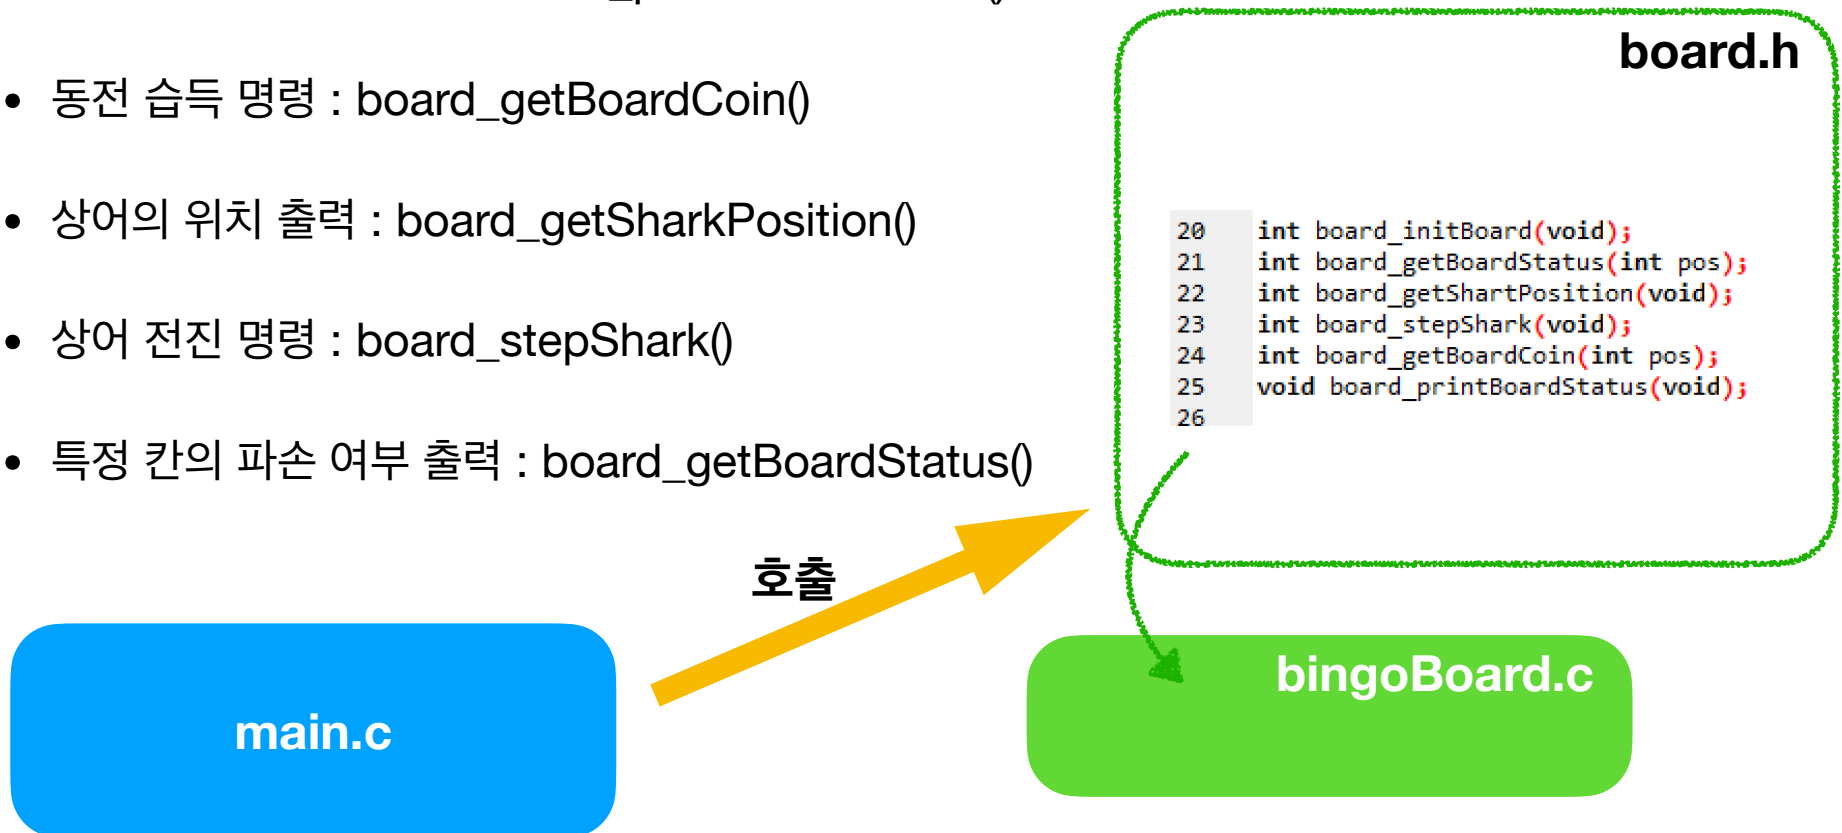 • 동전 습득 명령 : board_getBoardCoin()
• 상어의 위치 출력 : board_getSharkPosition()
• 상어 전진 명령 : board_stepShark()
• 특정 칸의 파손 여부 출력 : board_getBoardStatus()
board.h
20 int board_initBoard(void);
21 int board_getBoardStatus(int pos);
22 int board_getShartPosition(void);
23 int board_stepShark(void);
24 int board_getBoardCoin(int pos);
25 void board_printBoardStatus(void);
26
호출
main.c
bingoBoard.c